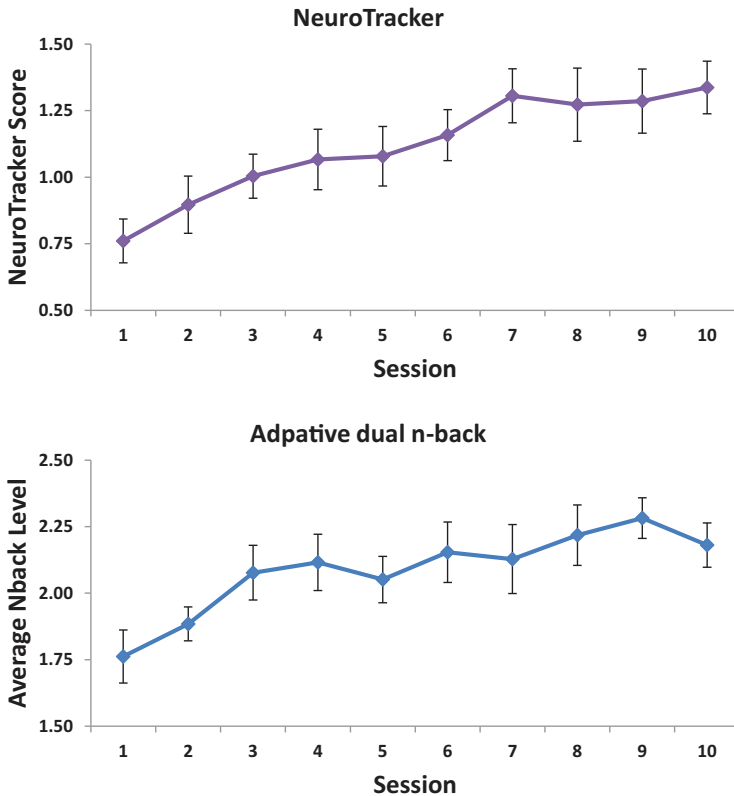 NeuroTracker
NeuroTracker Score
1.50
1.25
1.00
0.75
0.50
1 2 3 4 5 6 7 8 9 10
Session
Adpative dual n-back
Average Nback Level
2.50
2.25
2.00
1.75
1.50
1 2 3 4 5 6 7 8 9 10
Session